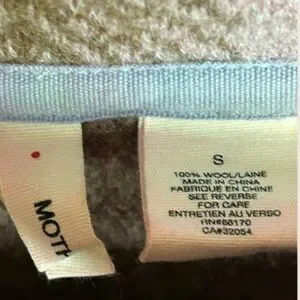 MOTH
S
100% WOOL/LAINE
MADE IN CHINA
FABRIQUE EN CHINE
SEE REVERSE
FOR CARE
ENTRETIEN AU VERSO
RN#66170
CA#32054